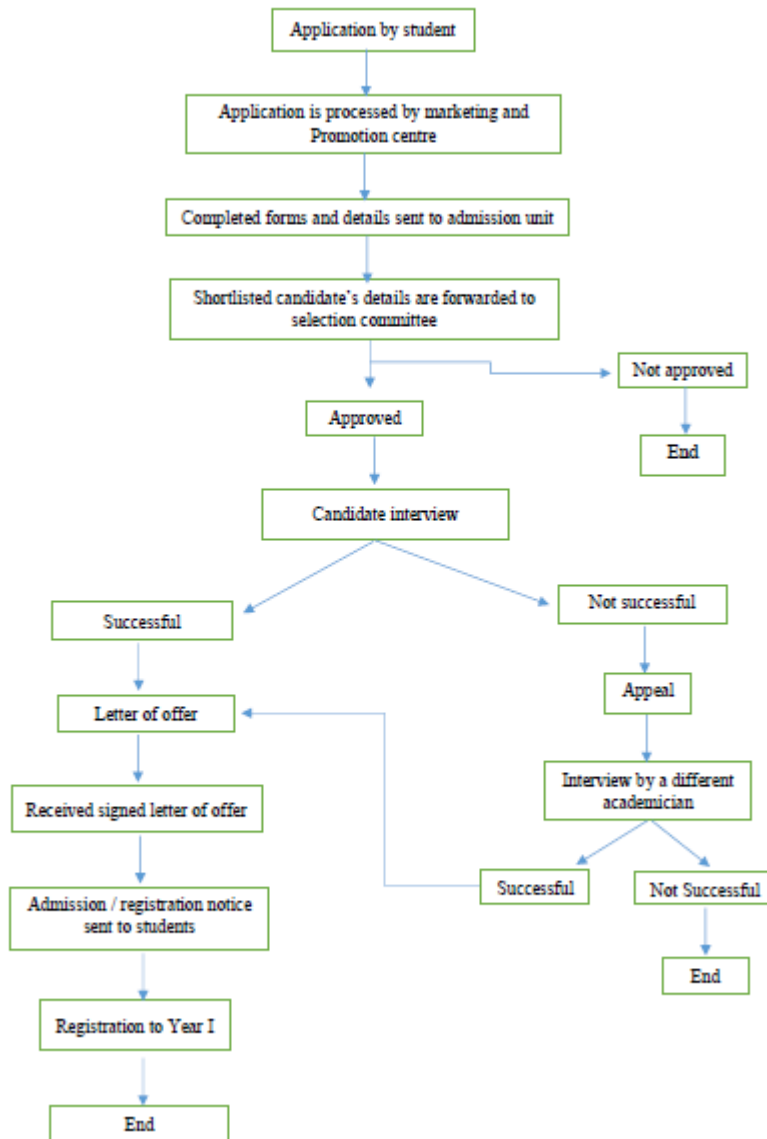 Application by student
Application is processed by marketing and
Promotion centre
Completed forms and details sent to admission unit
Shortlisted candidate's details are forwarded to
selection committee
Not approved
Approved
End
Candidate interview
Not successful
Successful
Appeal
Letter of offer
Interview by a different
academician
Received signed letter of offer
Successful
Not Successful
Admission / registration notice
sent to students
End
Registration to Year I
End